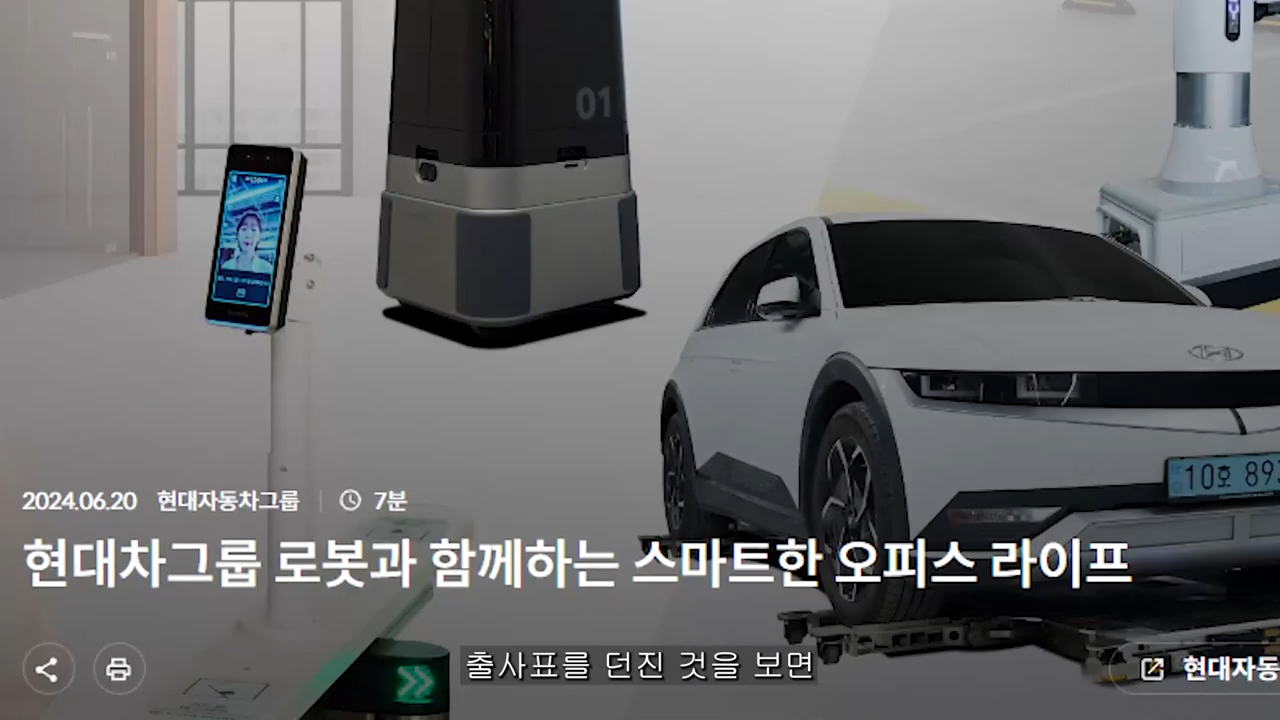 01
10호 89
2024.06.20 현대자동차그룹 7분
현대차그룹 로봇과 함께하는 스마트한 오피스 라이프
출사표를 던진 것을 보면
현대자동